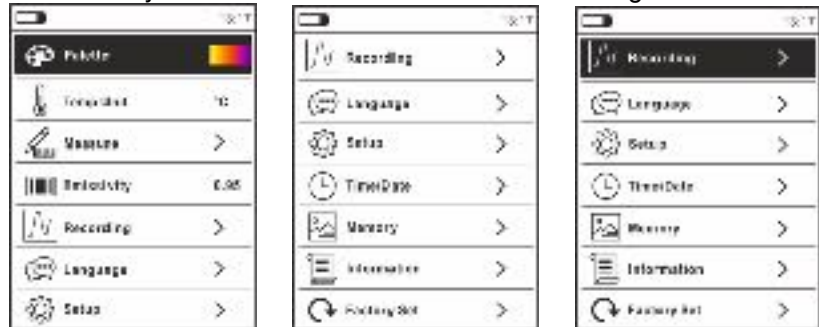 Palette
Temp Unit °C
Measure >
Emissivity 0.95
Recording >
Language >
Setup >
Recording >
Language >
Setup >
Time/Date >
Memory >
Information >
Factory Set >
Recording >
Language >
Setup >
Time/Date >
Memory >
Information >
Factory Set >